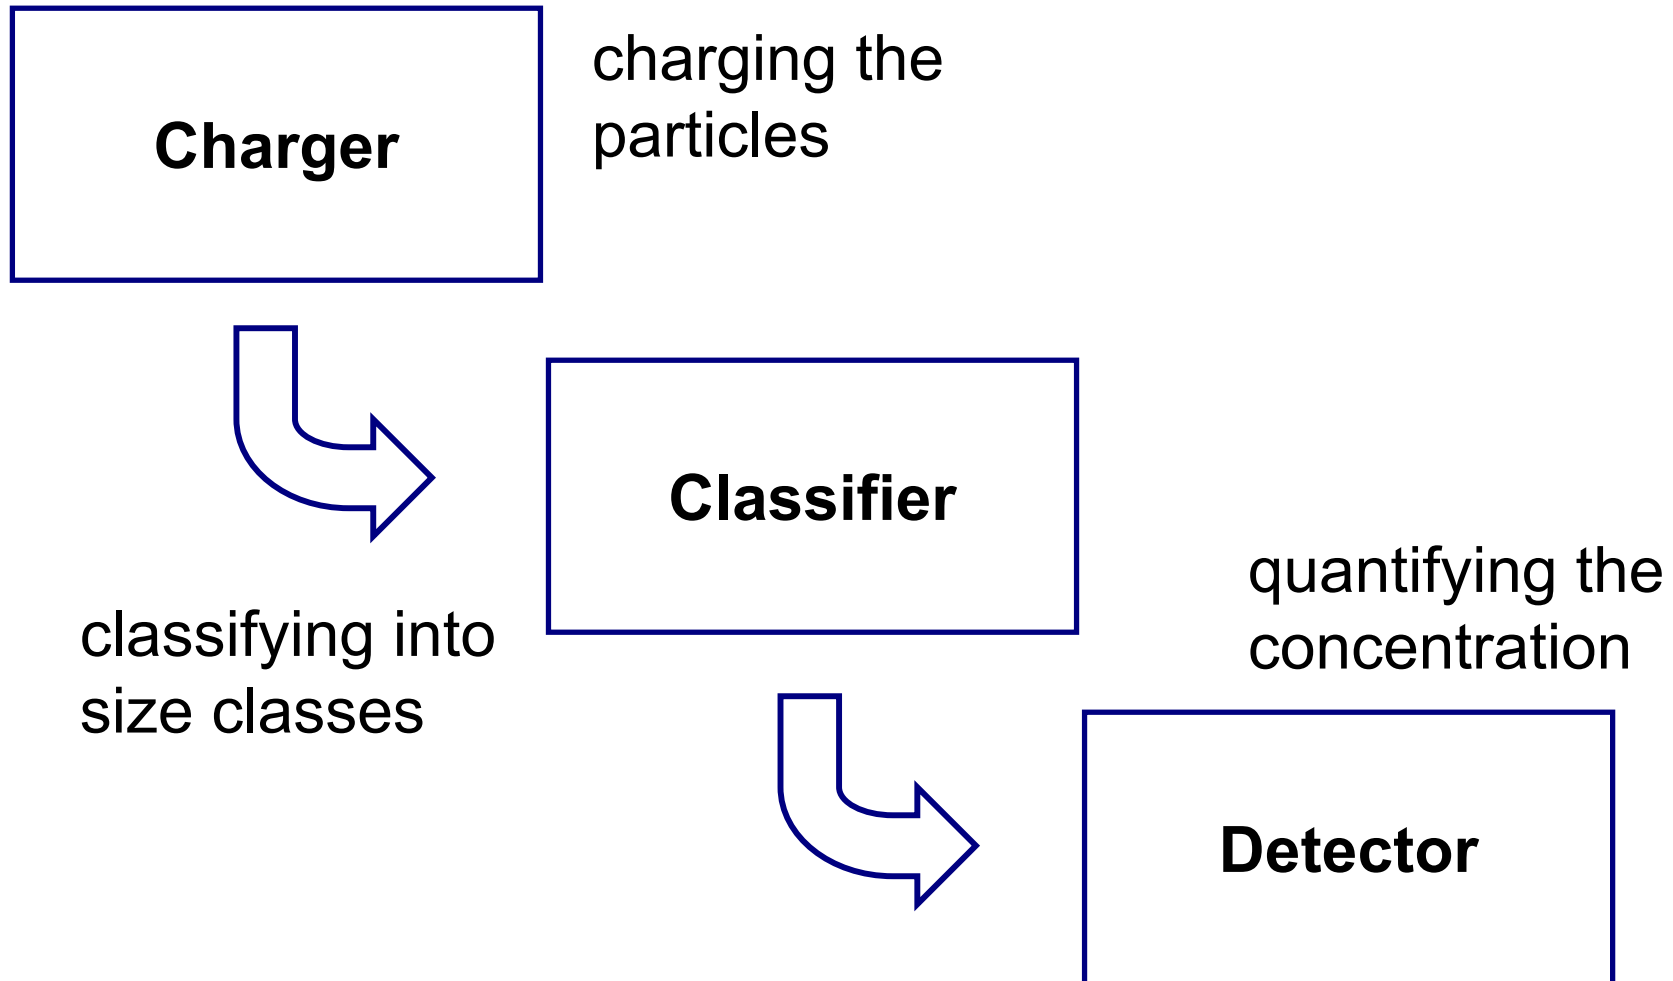 charging the
particles
Charger
Classifier
classifying into
size classes
quantifying the
concentration
Detector